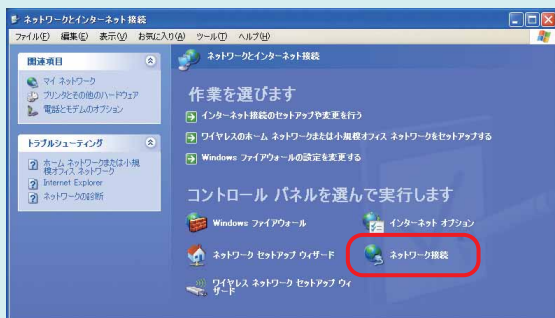 ネットワークとインターネット接続
ファイル(F) 編集(E) 表示(V) お気に入り(A) ツール(T) ヘルプ(H)
関連項目
マイ ネットワーク
プリンタとその他のハードウェア
電話とモデムのオプション
トラブルシューティング
ホーム ネットワークまたは小規
模オフィス ネットワーク
Internet Explorer
ネットワークの診断
ネットワークとインターネット接続
作業を選びます
インターネット接続のセットアップや変更を行う
ワイヤレスのホーム ネットワークまたは小規模オフィス ネットワークをセットアップする
Windows ファイアウォールの設定を変更する
コントロール パネルを選んで実行します
Windows ファイアウォール
インターネット オプション
ネットワーク セットアップ ウィザード
ネットワーク接続
ワイヤレス ネットワーク セットアップ ウィ
ザード